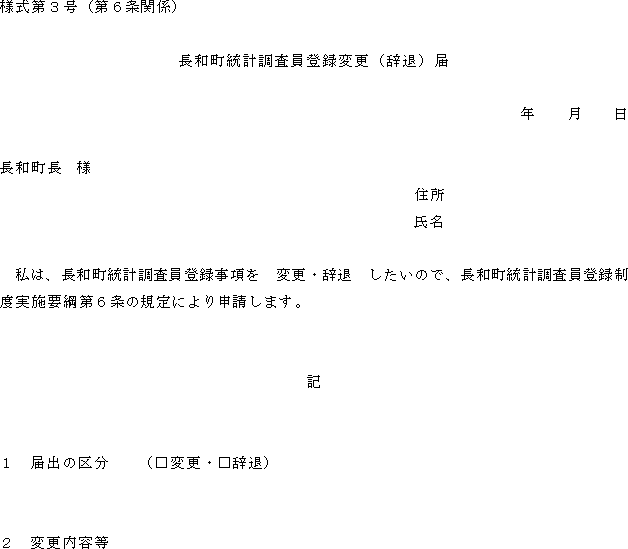 様式第３号（第６条関係）
長和町統計調査員登録変更（辞退）届
年　　月　　日
長和町長　様
住所
氏名
私は、長和町統計調査員登録事項を　変更・辞退　したいので、長和町統計調査員登録制
度実施要綱第６条の規定により申請します。
記
１　届出の区分　　（□変更・□辞退）
２　変更内容等